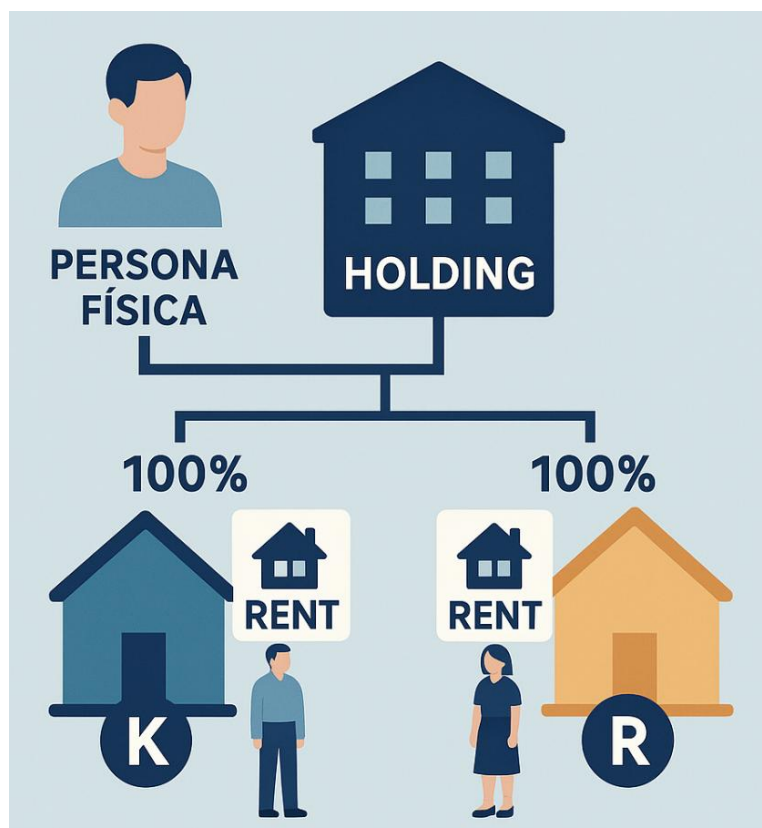 PERSONA
FÍSICA
HOLDING
100%
100%
RENT
RENT
K
R